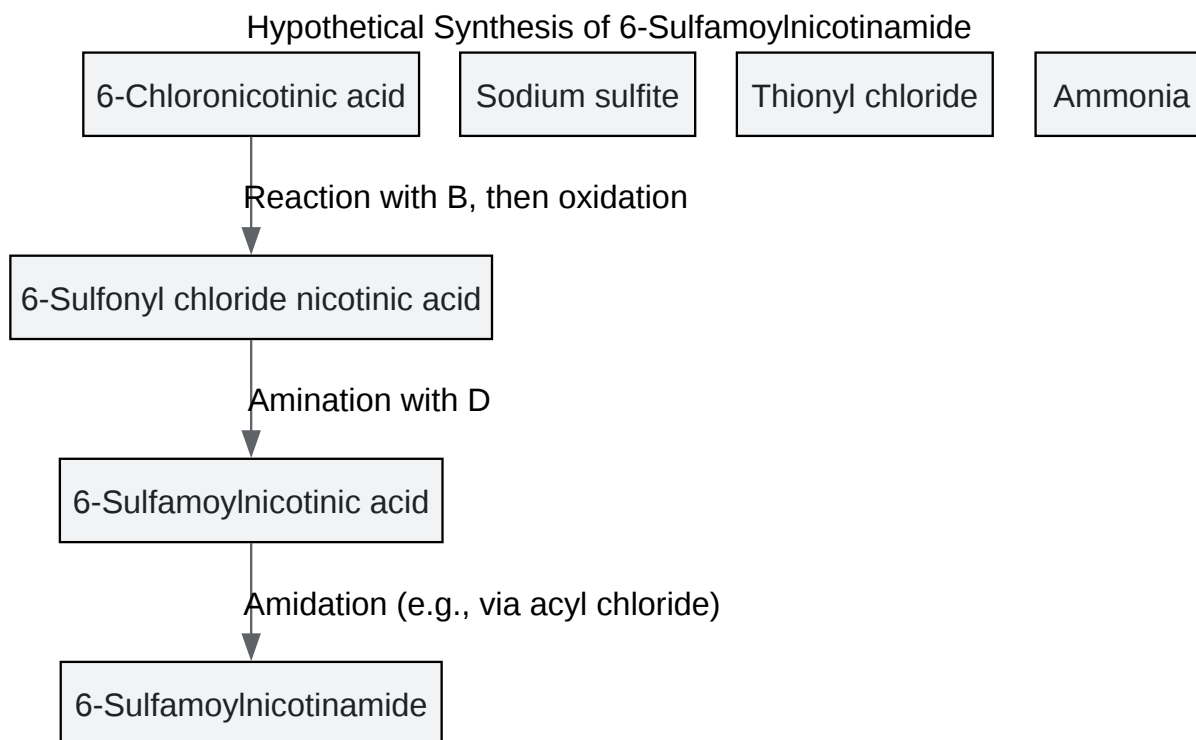 Hypothetical Synthesis of 6-Sulfamoylnicotinamide
6-Chloronicotinic acid
Sodium sulfite
Thionyl chloride
Ammonia
Reaction with B, then oxidation
6-Sulfonyl chloride nicotinic acid
Amination with D
6-Sulfamoylnicotinic acid
Amidation (e.g., via acyl chloride)
6-Sulfamoylnicotinamide